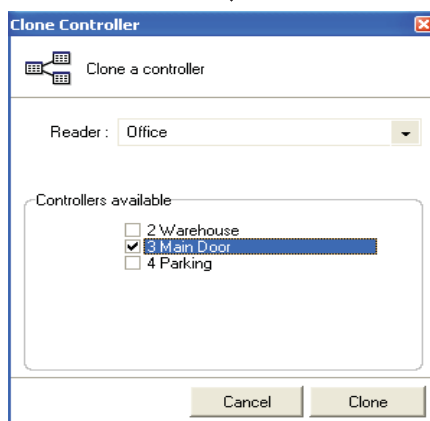 Clone Controller
Clone a controller
Reader : Office
Controllers available
2 Warehouse
3 Main Door
4 Parking
Cancel Clone